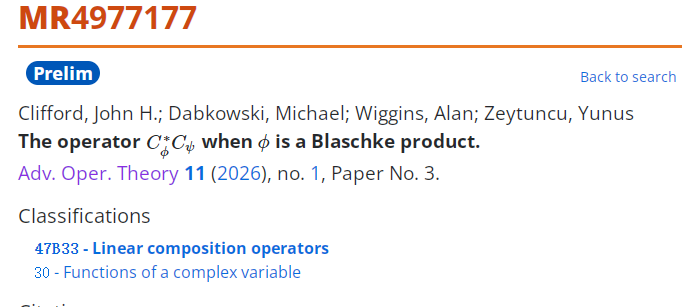 MR4977177
Prelim
Back to search
Clifford, John H.; Dabkowski, Michael; Wiggins, Alan; Zeytuncu, Yunus
The operator $C_\phi^* C_\psi$ when $\phi$ is a Blaschke product.
Adv. Oper. Theory 11 (2026), no. 1, Paper No. 3.
Classifications
47B33 - Linear composition operators
30 - Functions of a complex variable